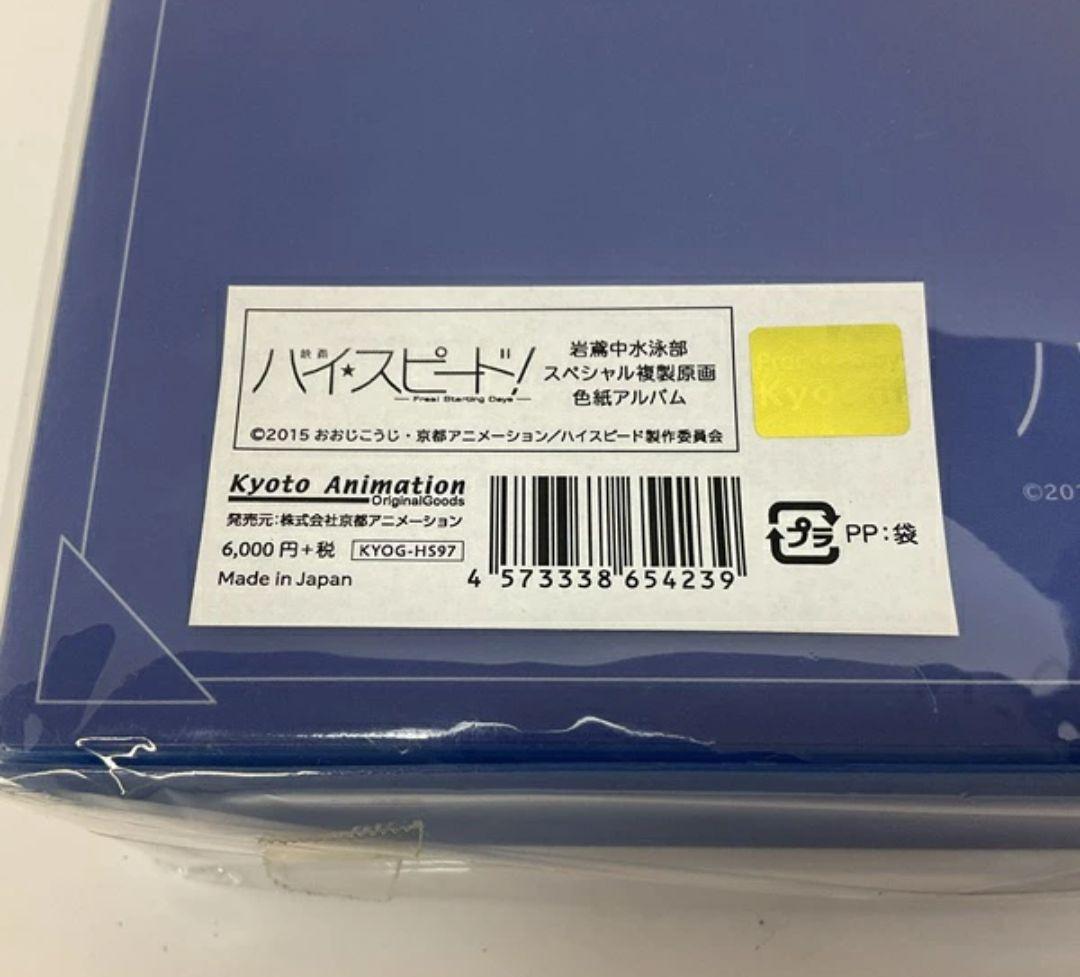 映画
ハイ☆スピード!
— Free! Starting Days —
岩鳶中水泳部
スペシャル複製原画
色紙アルバム
©2015 おおじこうじ・京都アニメーション/ハイスピード製作委員会
Kyoto Animation
OriginalGoods
発売元:株式会社京都アニメーション
6,000円+税 KYOG-HS97
Made in Japan
4 573338 654239
プラ PP:袋
Kyo
©201